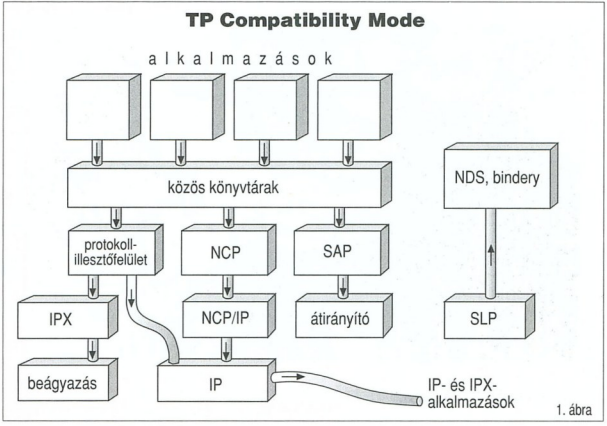 TP Compatibility Mode
alkalmazások
közös könyvtárak
NDS, bindery
protokoll-
illesztőfelület
NCP
SAP
IPX
NCP/IP
átirányító
SLP
beágyazás
IP
IP- és IPX-
alkalmazások
1. ábra